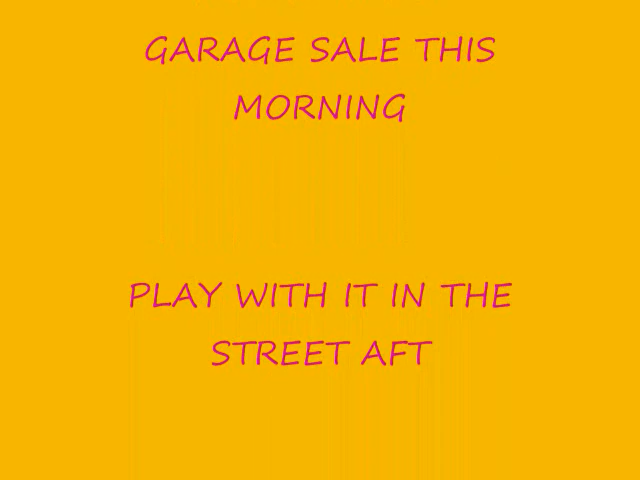 GARAGE SALE THIS
MORNING
PLAY WITH IT IN THE
STREET AFT